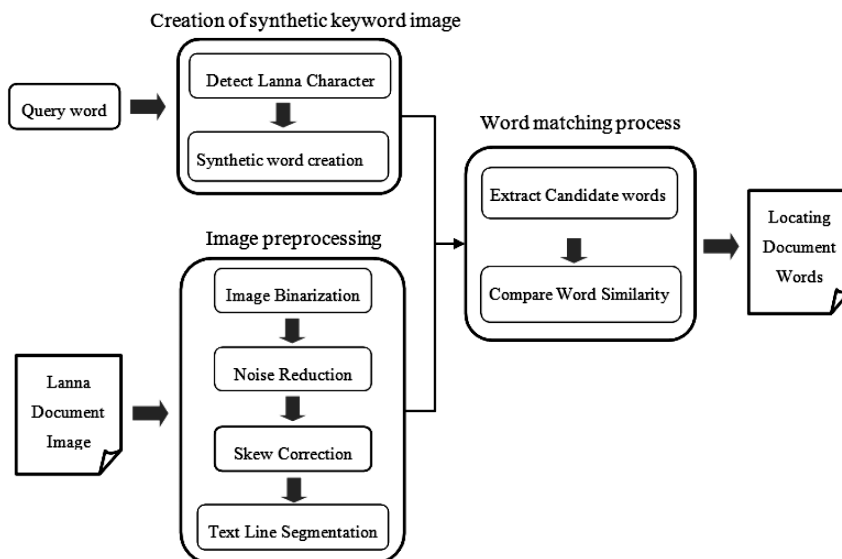 Creation of synthetic keyword image
Detect Lanna Character
Query word
Synthetic word creation
Word matching process
Extract Candidate words
Compare Word Similarity
Locating
Document
Words
Image preprocessing
Image Binarization
Noise Reduction
Skew Correction
Text Line Segmentation
Lanna
Document
Image